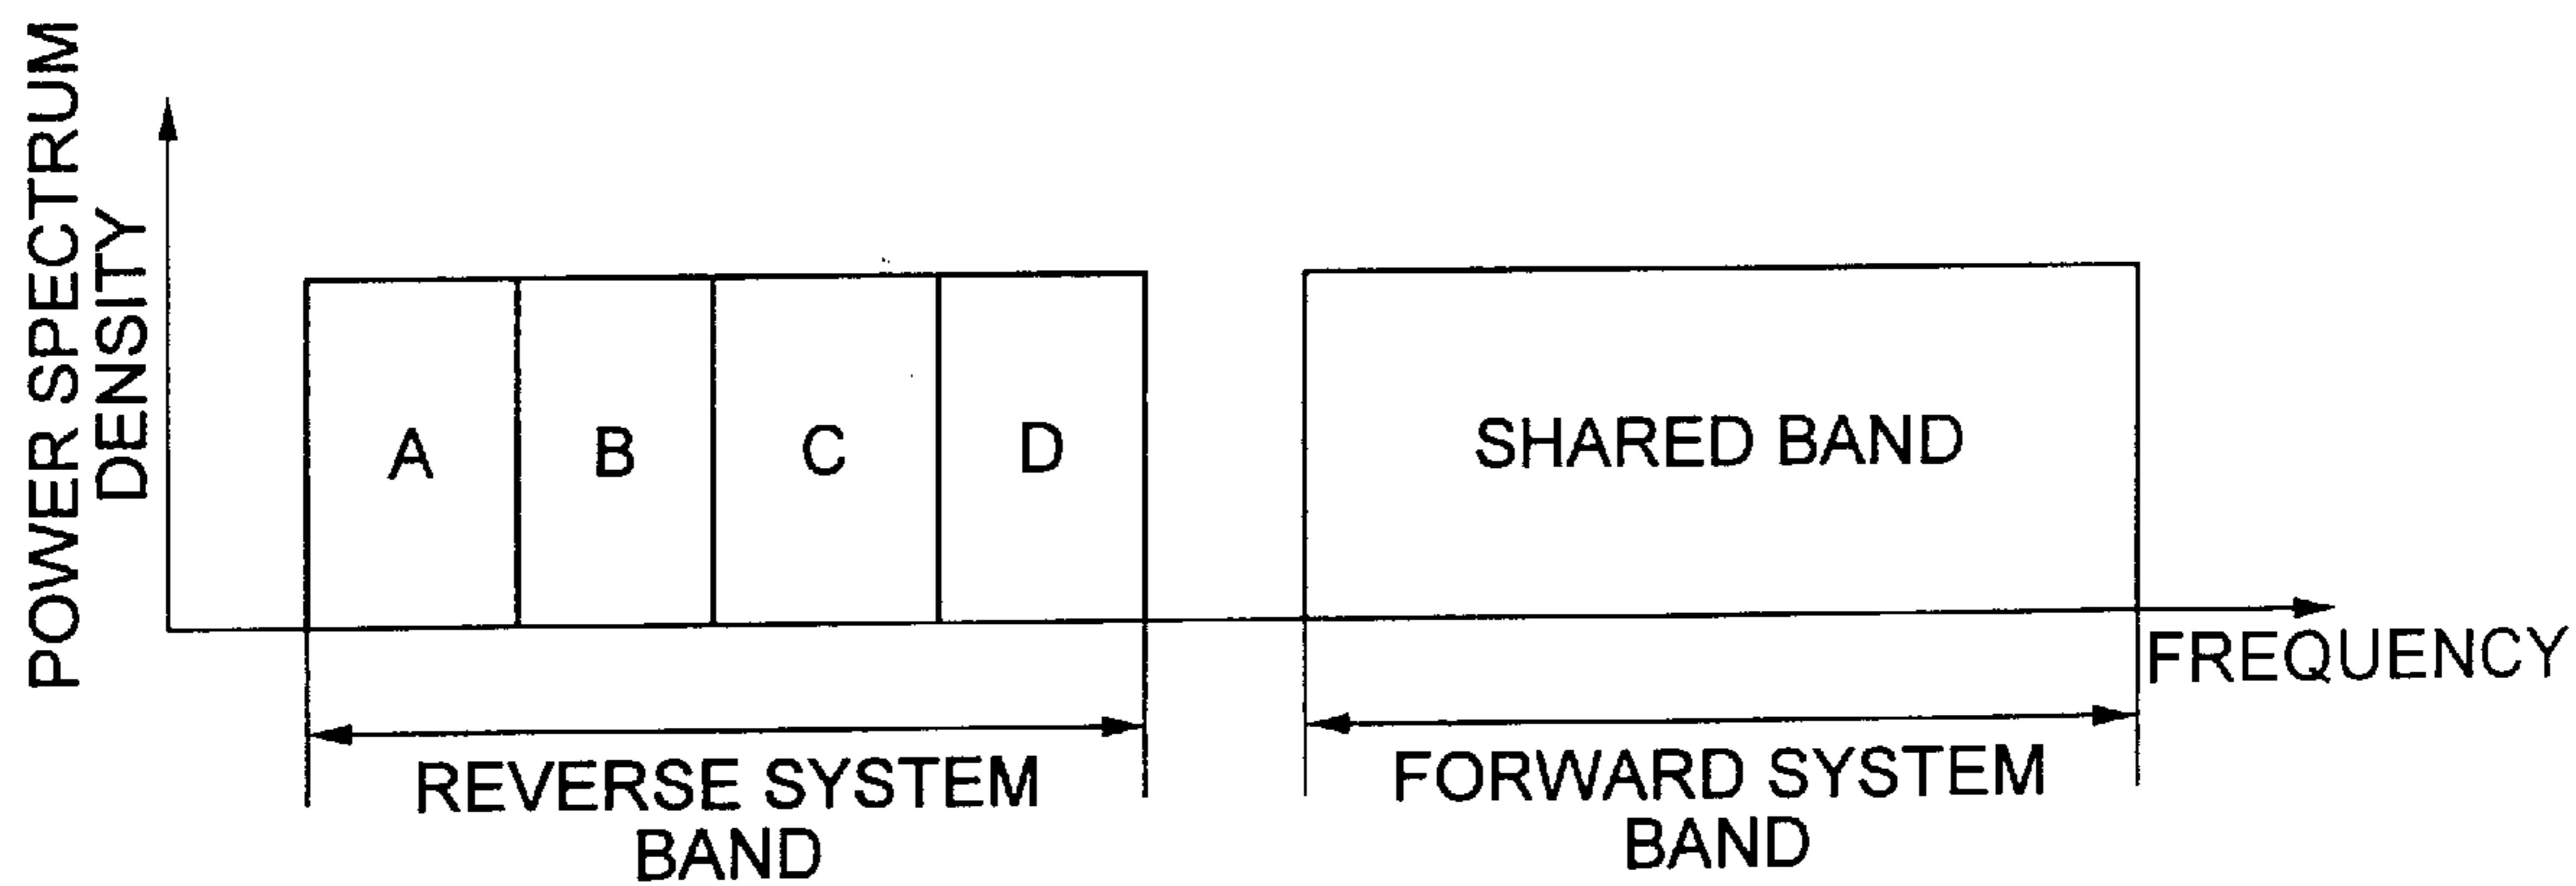 POWER SPECTRUM
DENSITY
A
B
C
D
SHARED BAND
FREQUENCY
REVERSE SYSTEM
BAND
FORWARD SYSTEM
BAND